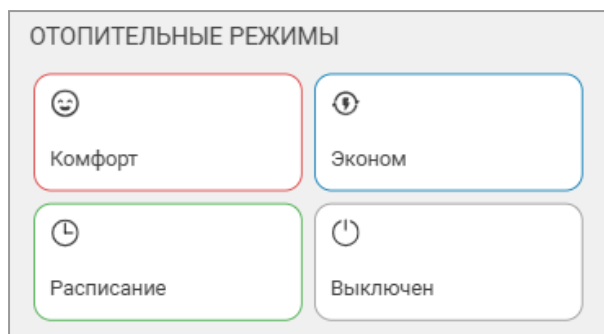 ОТОПИТЕЛЬНЫЕ РЕЖИМЫ
Комфорт
Эконом
Расписание
Выключен